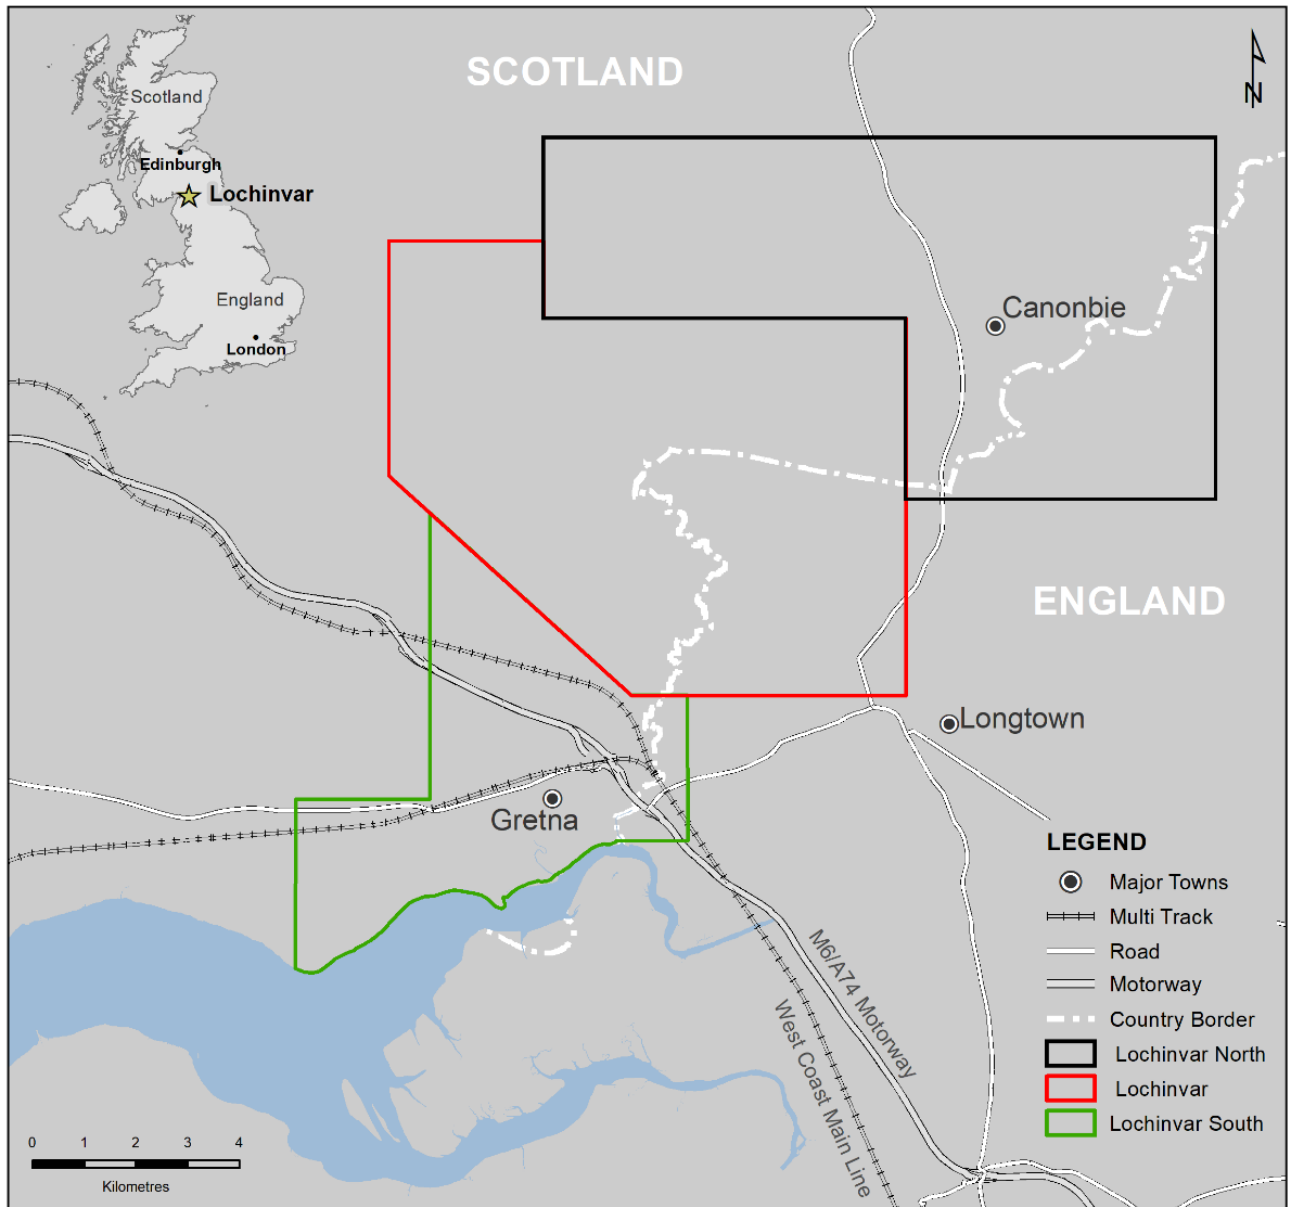 SCOTLAND
N
Scotland
Edinburgh
Lochinvar
England
London
Canonbie
ENGLAND
Longtown
Gretna
M6/A74 Motorway
West Coast Main Line
LEGEND
Major Towns
Multi Track
Road
Motorway
Country Border
Lochinvar North
Lochinvar
Lochinvar South
0 1 2 3 4
Kilometres